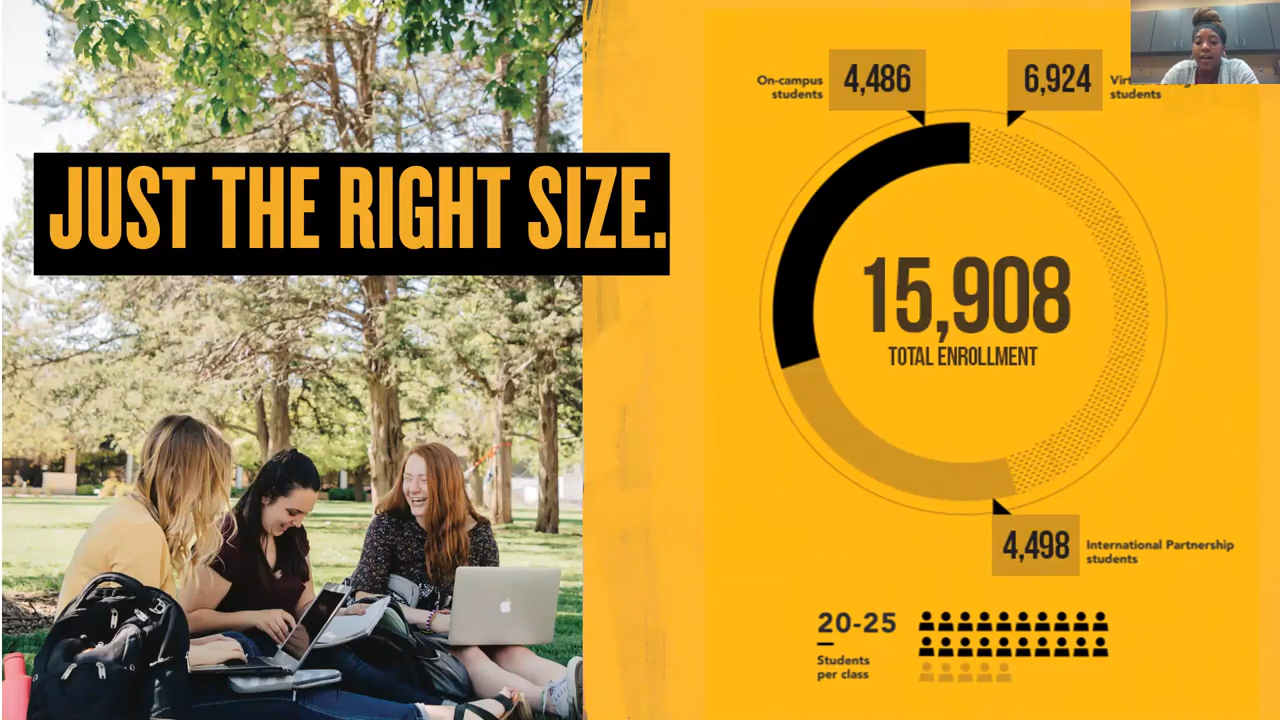 JUST THE RIGHT SIZE.
On-campus
students
4,486
6,924
students
15,908
TOTAL ENROLLMENT
4,498
International Partnership
students
20-25
Students
per class